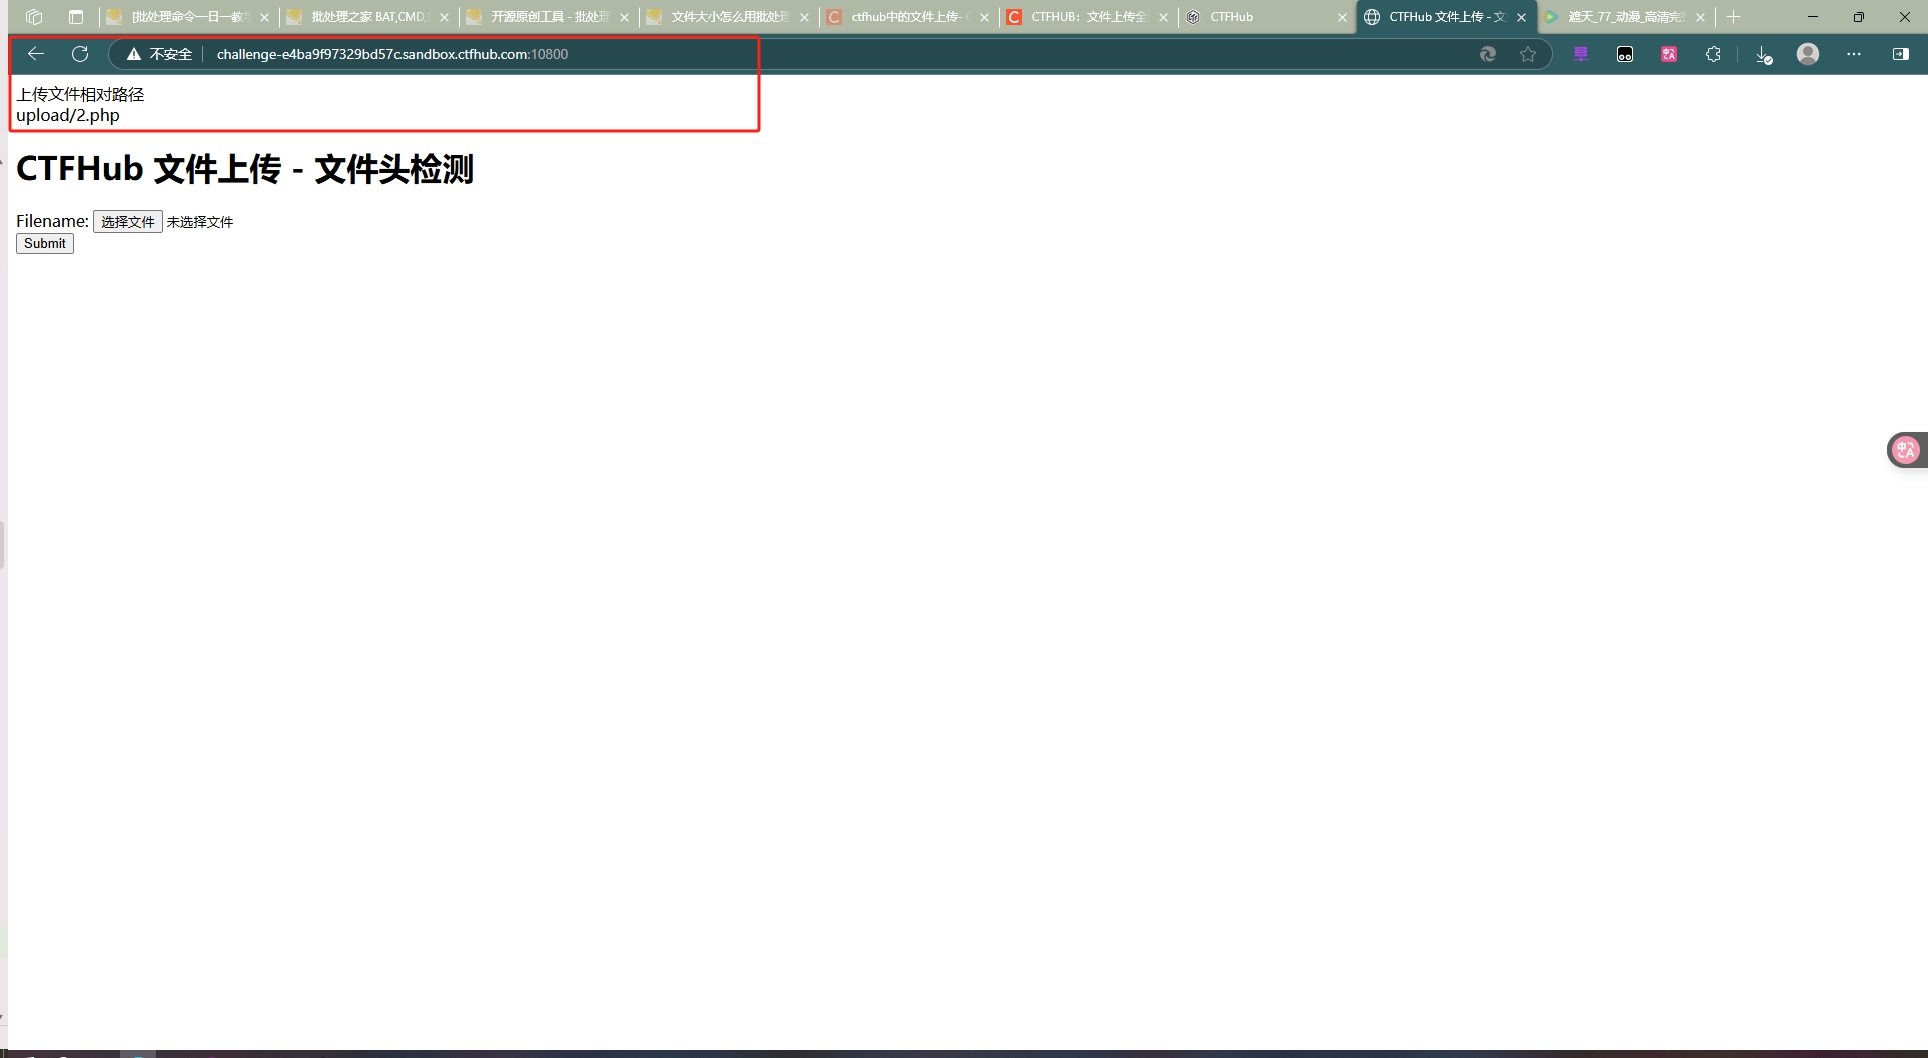 [批处理命令一日一教学
批处理之家 BAT,CMD,
开源原创工具 - 批处理
文件大小怎么用批处理
ctfhub中的文件上传-
CTFHUB：文件上传全
CTFHub
CTFHub 文件上传 - 文
遮天_77_动漫_高清完
不安全
challenge-e4ba9f97329bd57c.sandbox.ctfhub.com:10800
上传文件相对路径
upload/2.php
CTFHub 文件上传 - 文件头检测
Filename: 选择文件 未选择文件
Submit